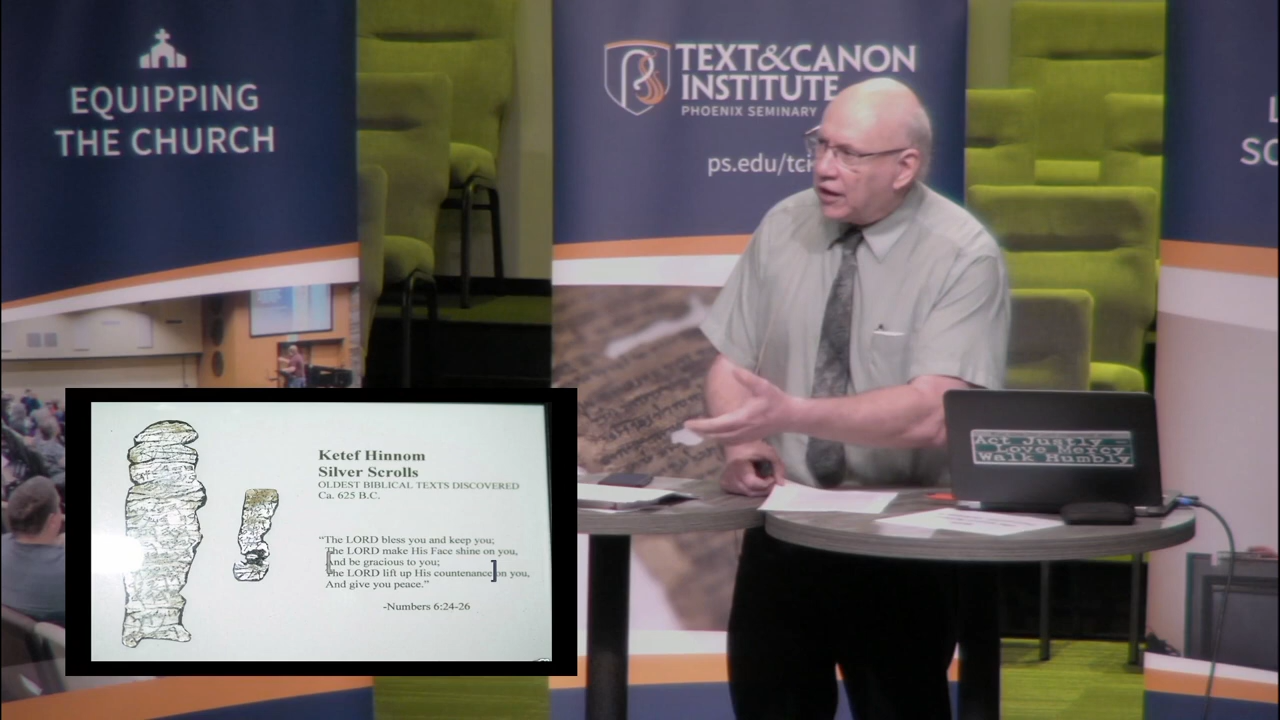 EQUIPPING
THE CHURCH
TEXT&CANON
INSTITUTE
PHOENIX SEMINARY
ps.edu/tci
L
SC
Act Justly -
Love Mercy
Walk Humbly
Ketef Hinnom
Silver Scrolls
OLDEST BIBLICAL TEXTS DISCOVERED
Ca. 625 B.C.
“The LORD bless you and keep you;
The LORD make His Face shine on you,
And be gracious to you;
The LORD lift up His countenance]on you,
And give you peace.”
-Numbers 6:24-26